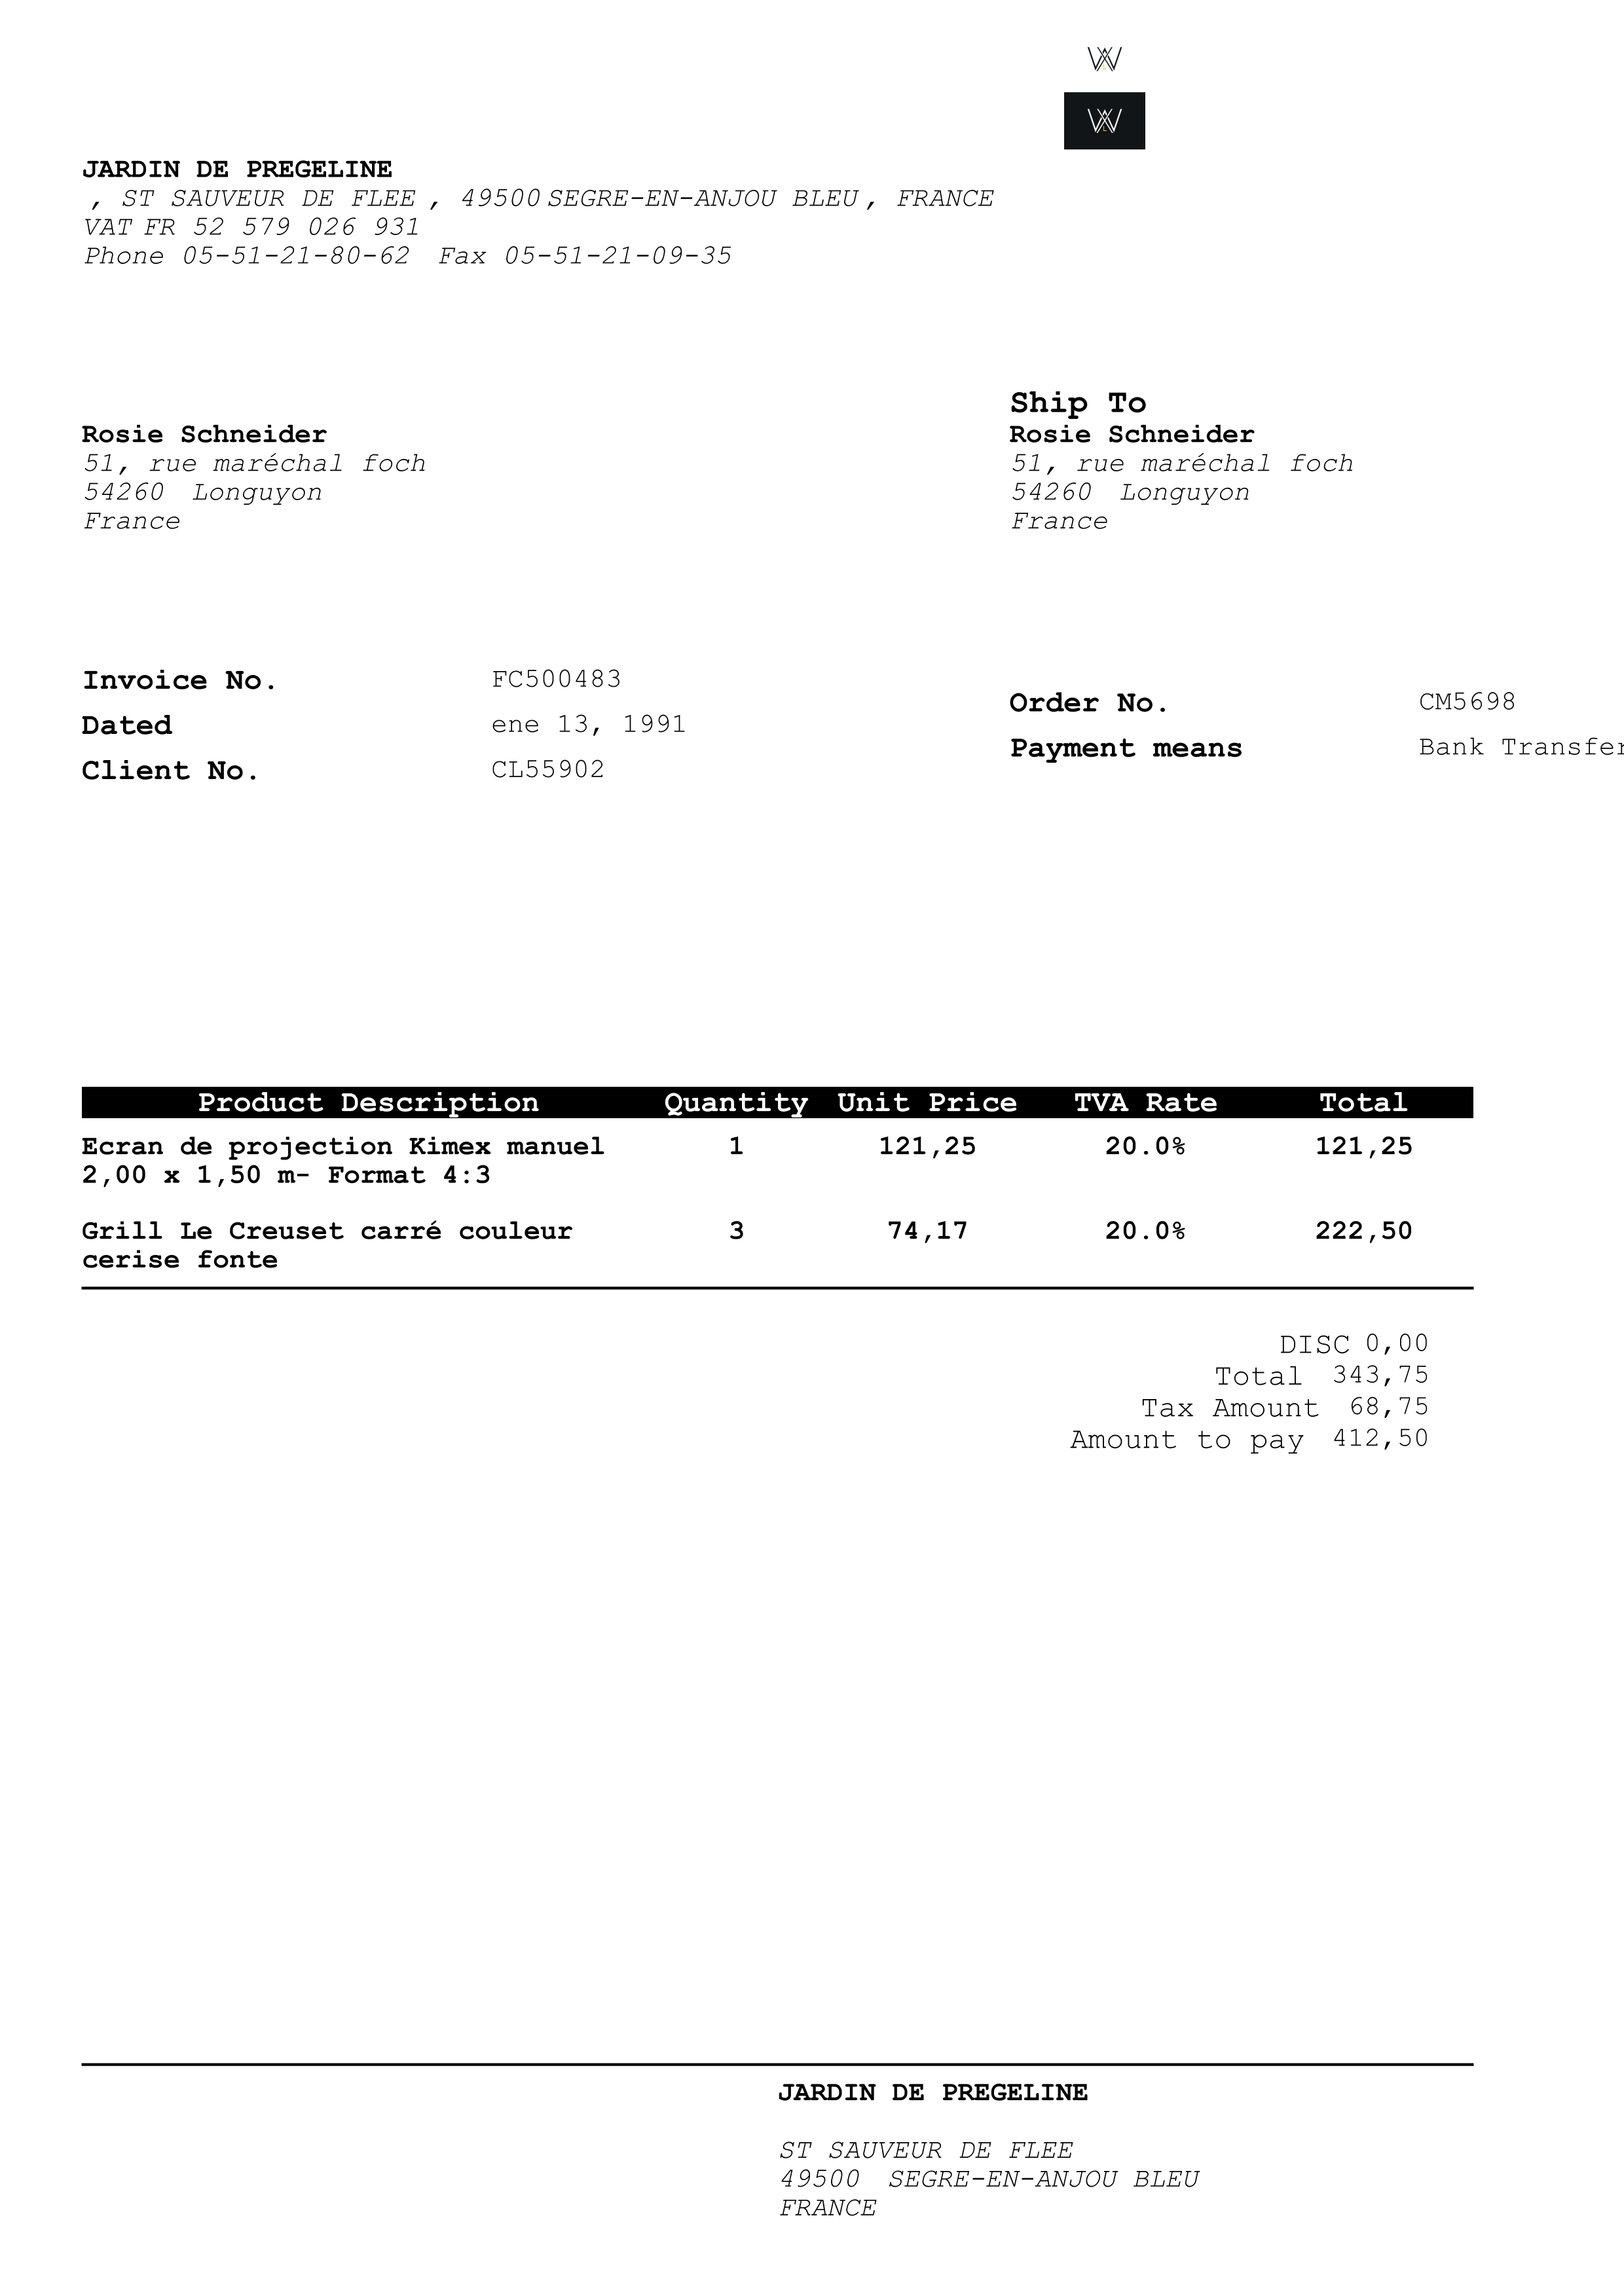 JARDIN DE PREGELINE
, ST SAUVEUR DE FLEE , 49500 SEGRE-EN-ANJOU BLEU , FRANCE
VAT FR 52 579 026 931
Phone 05-51-21-80-62 Fax 05-51-21-09-35
Rosie Schneider
51, rue maréchal foch
54260 Longuyon
France
Ship To
Rosie Schneider
51, rue maréchal foch
54260 Longuyon
France
Invoice No. FC500483
Dated ene 13, 1991
Client No. CL55902
Order No. CM5698
Payment means Bank Transfer
Product Description Quantity Unit Price TVA Rate Total
Ecran de projection Kimex manuel 1 121,25 20.0% 121,25
2,00 x 1,50 m- Format 4:3
Grill Le Creuset carré couleur 3 74,17 20.0% 222,50
cerise fonte
DISC 0,00
Total 343,75
Tax Amount 68,75
Amount to pay 412,50
JARDIN DE PREGELINE
ST SAUVEUR DE FLEE
49500 SEGRE-EN-ANJOU BLEU
FRANCE